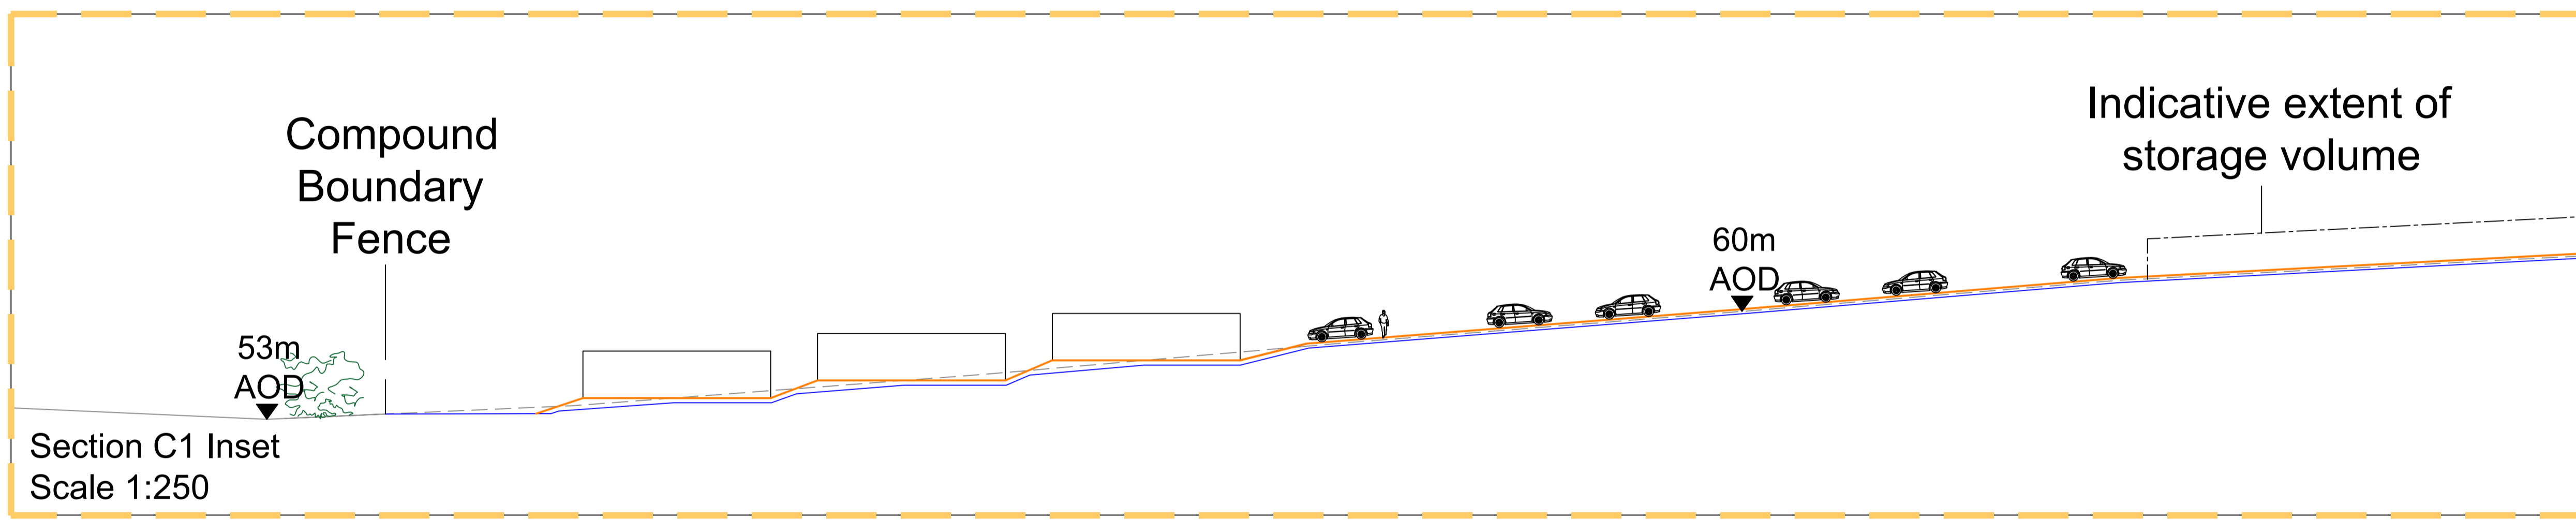 Compound
Boundary
Fence
53m
AOD
Section C1 Inset
Scale 1:250
60m
AOD
Indicative extent of
storage volume